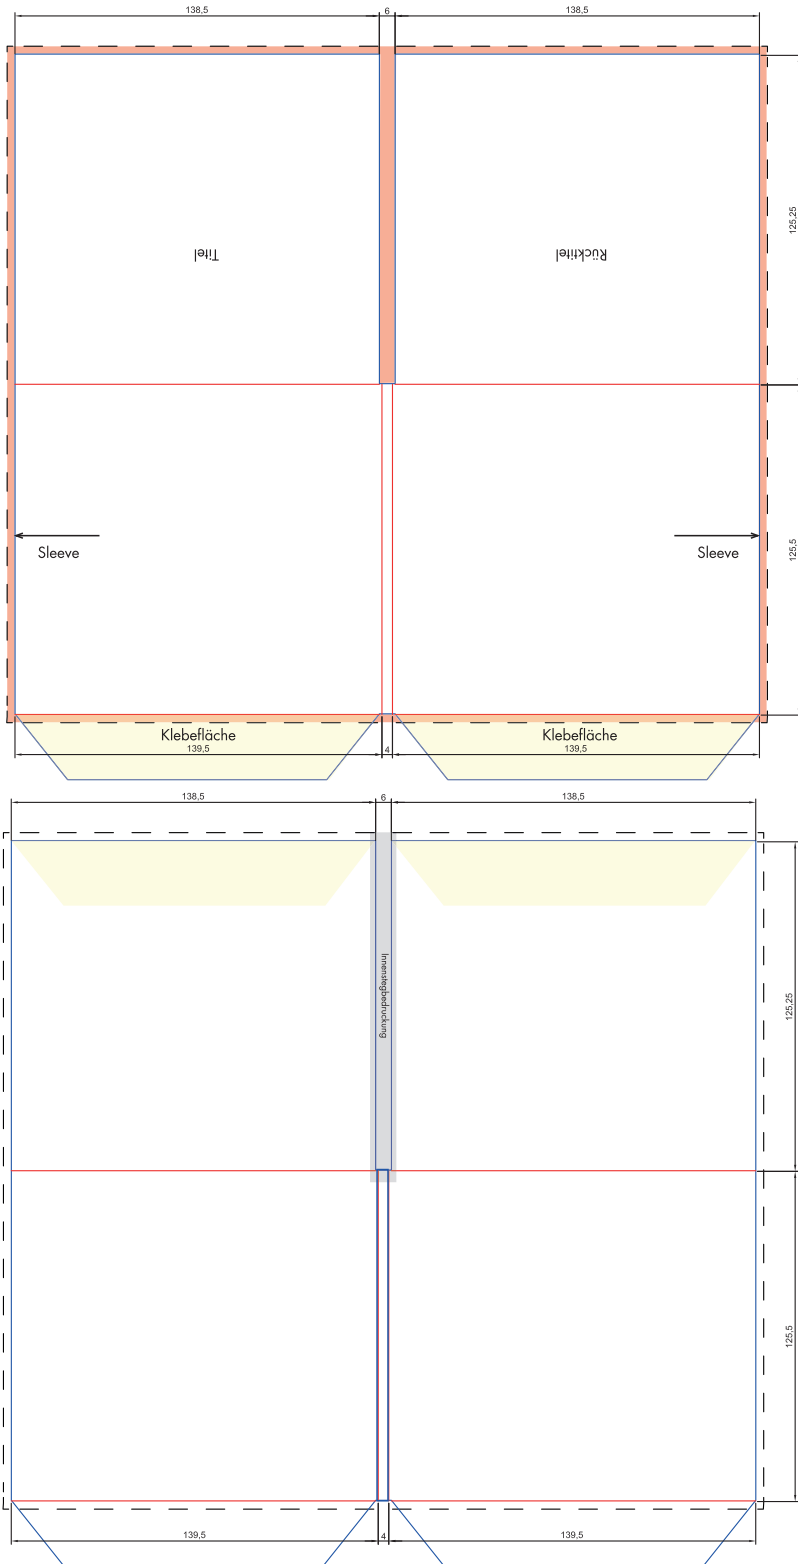 138,5 6 138,5
125,25
Titel Rücktitel
125,5
Sleeve Sleeve
Klebefläche Klebefläche
139,5 4 139,5
138,5 6 138,5
125,25
Innenstegbedruckung
125,5
139,5 4 139,5